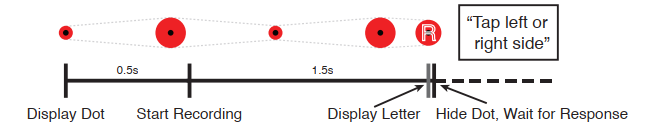 R
“Tap left or
right side”
0.5s
1.5s
Display Dot
Start Recording
Display Letter
Hide Dot, Wait for Response